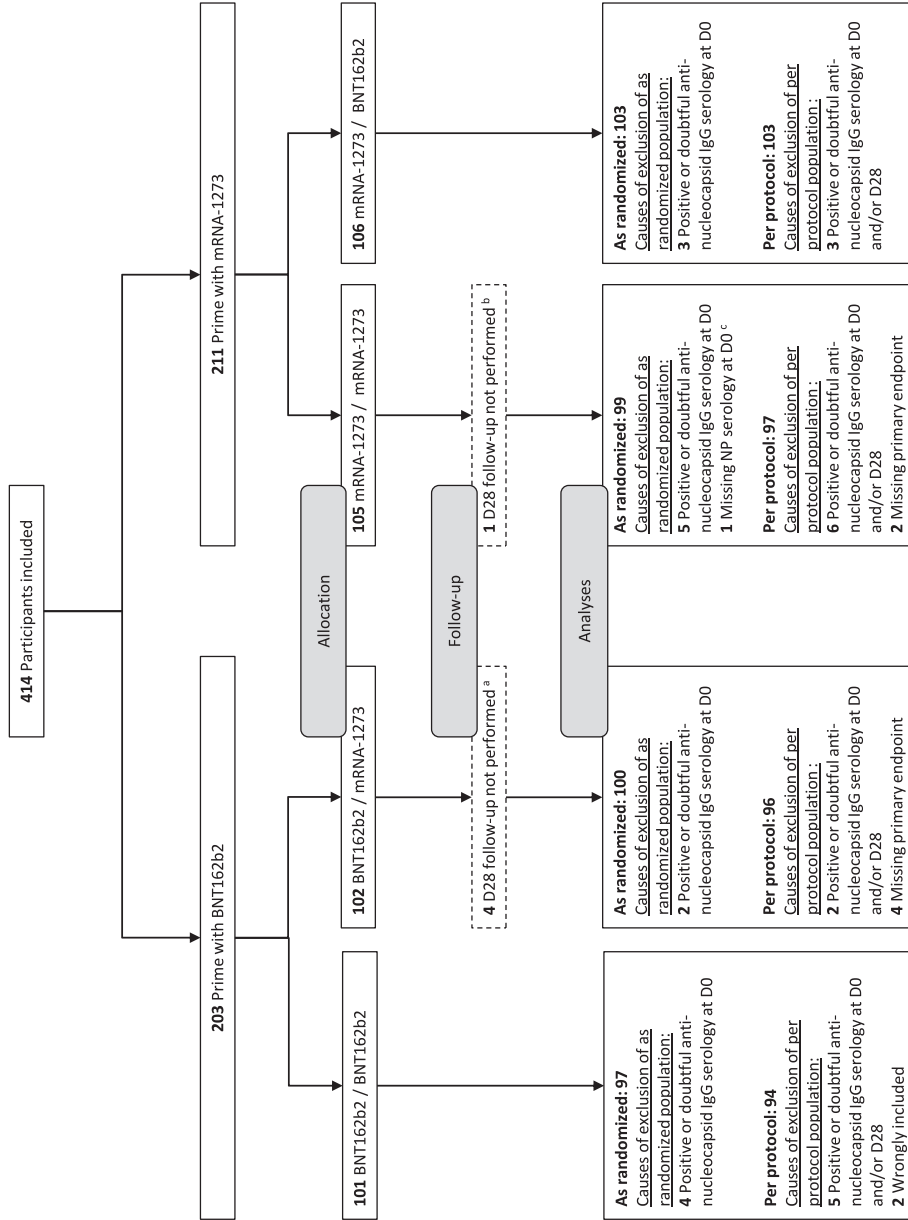 414 Participants included
203 Prime with BNT162b2
211 Prime with mRNA-1273
Allocation
101 BNT162b2 / BNT162b2
102 BNT162b2 / mRNA-1273
105 mRNA-1273 / mRNA-1273
106 mRNA-1273 / BNT162b2
Follow-up
4 D28 follow-up not performed a
1 D28 follow-up not performed b
Analyses
As randomized: 97
Causes of exclusion of as
randomized population:
4 Positive or doubtful anti-
nucleocapsid IgG serology at D0
Per protocol: 94
Causes of exclusion of per
protocol population:
5 Positive or doubtful anti-
nucleocapsid IgG serology at D0
and/or D28
2 Wrongly included
As randomized: 100
Causes of exclusion of as
randomized population:
2 Positive or doubtful anti-
nucleocapsid IgG serology at D0
Per protocol: 96
Causes of exclusion of per
protocol population :
2 Positive or doubtful anti-
nucleocapsid IgG serology at D0
and/or D28
4 Missing primary endpoint
As randomized: 99
Causes of exclusion of as
randomized population:
5 Positive or doubtful anti-
nucleocapsid IgG serology at D0
1 Missing NP serology at D0 c
Per protocol: 97
Causes of exclusion of per
protocol population :
6 Positive or doubtful anti-
nucleocapsid IgG serology at D0
and/or D28
2 Missing primary endpoint
As randomized: 103
Causes of exclusion of as
randomized population:
3 Positive or doubtful anti-
nucleocapsid IgG serology at D0
Per protocol: 103
Causes of exclusion of per
protocol population :
3 Positive or doubtful anti-
nucleocapsid IgG serology at D0
and/or D28